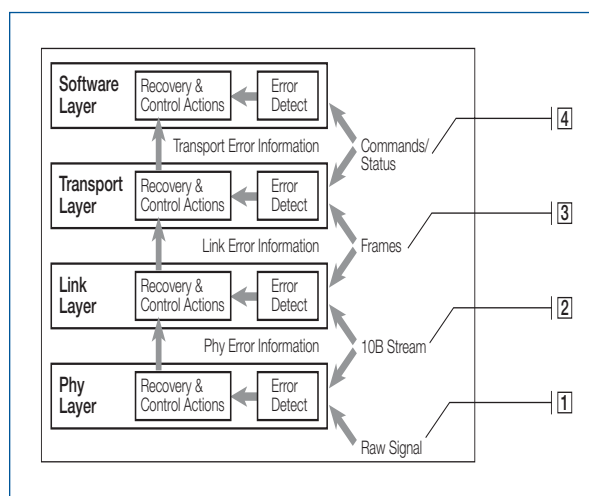 Software
Layer
Recovery &
Control Actions
Error
Detect
Transport Error Information
Commands/
Status
4
Transport
Layer
Recovery &
Control Actions
Error
Detect
Link Error Information
Frames
3
Link
Layer
Recovery &
Control Actions
Error
Detect
Phy Error Information
10B Stream
2
Phy
Layer
Recovery &
Control Actions
Error
Detect
Raw Signal
1